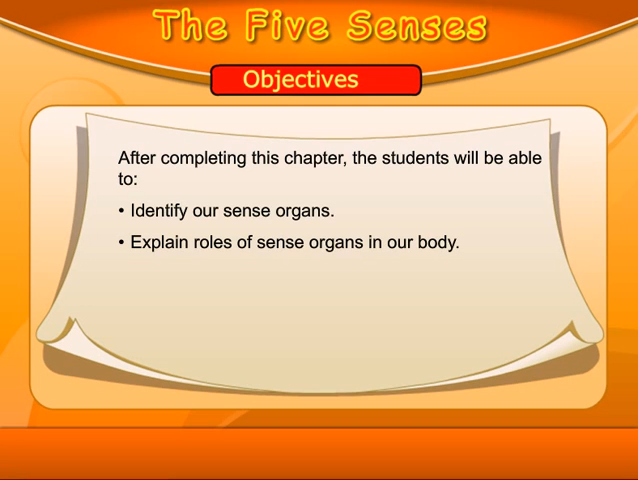 The Five Senses
Objectives
After completing this chapter, the students will be able
to:
• Identify our sense organs.
• Explain roles of sense organs in our body.